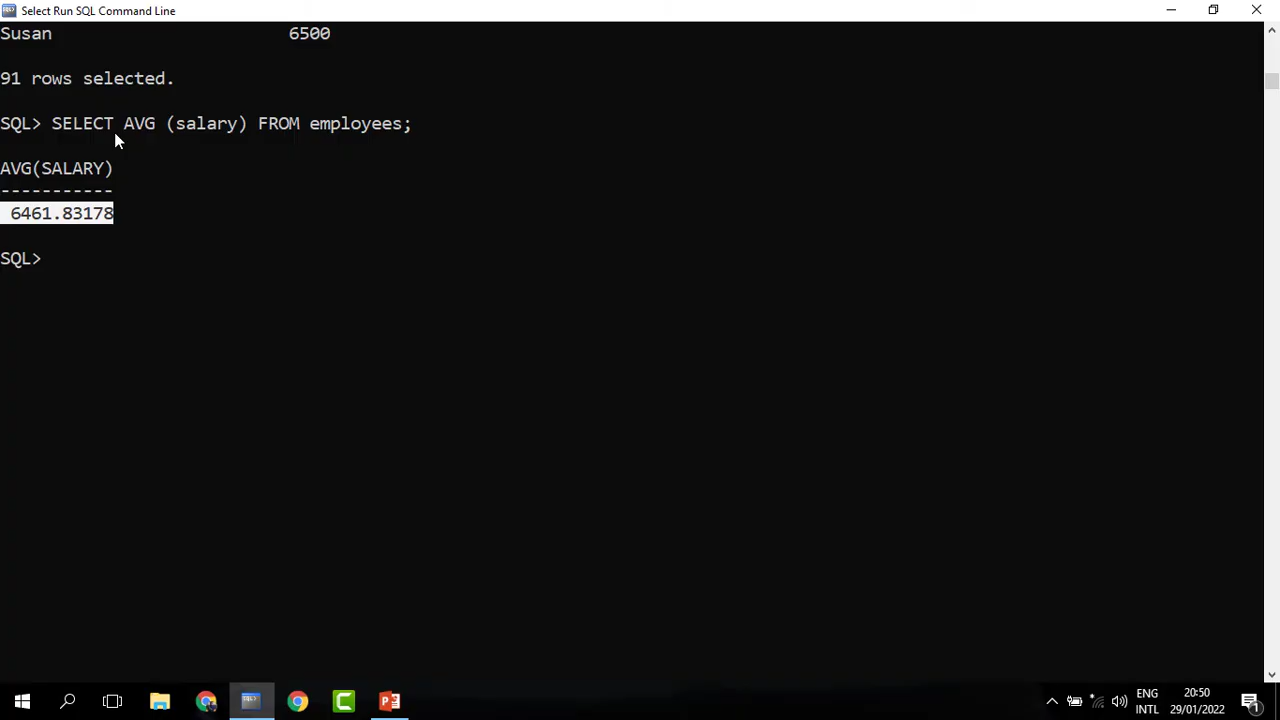 Select Run SQL Command Line
Susan 6500
91 rows selected.
SQL> SELECT AVG (salary) FROM employees;
AVG(SALARY)
-----------
6461.83178
SQL>
ENG
INTL
20:50
29/01/2022
1